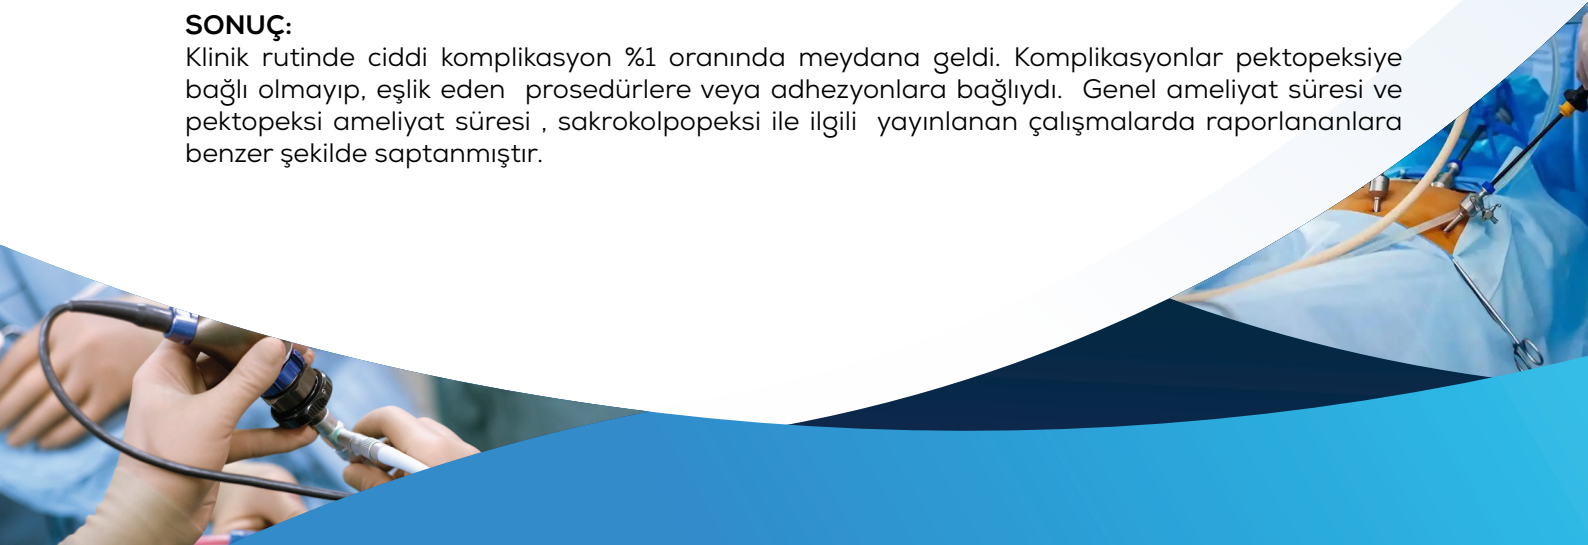 SONUÇ:
Klinik rutinde ciddi komplikasyon %1 oranında meydana geldi. Komplikasyonlar pektopeksiye
bağlı olmayıp, eşlik eden  prosedürlere veya adhezyonlara bağlıydı.  Genel ameliyat süresi ve
pektopeksi ameliyat süresi , sakrokolpopeksi ile ilgili  yayınlanan çalışmalarda raporlananlara
benzer şekilde saptanmıştır.